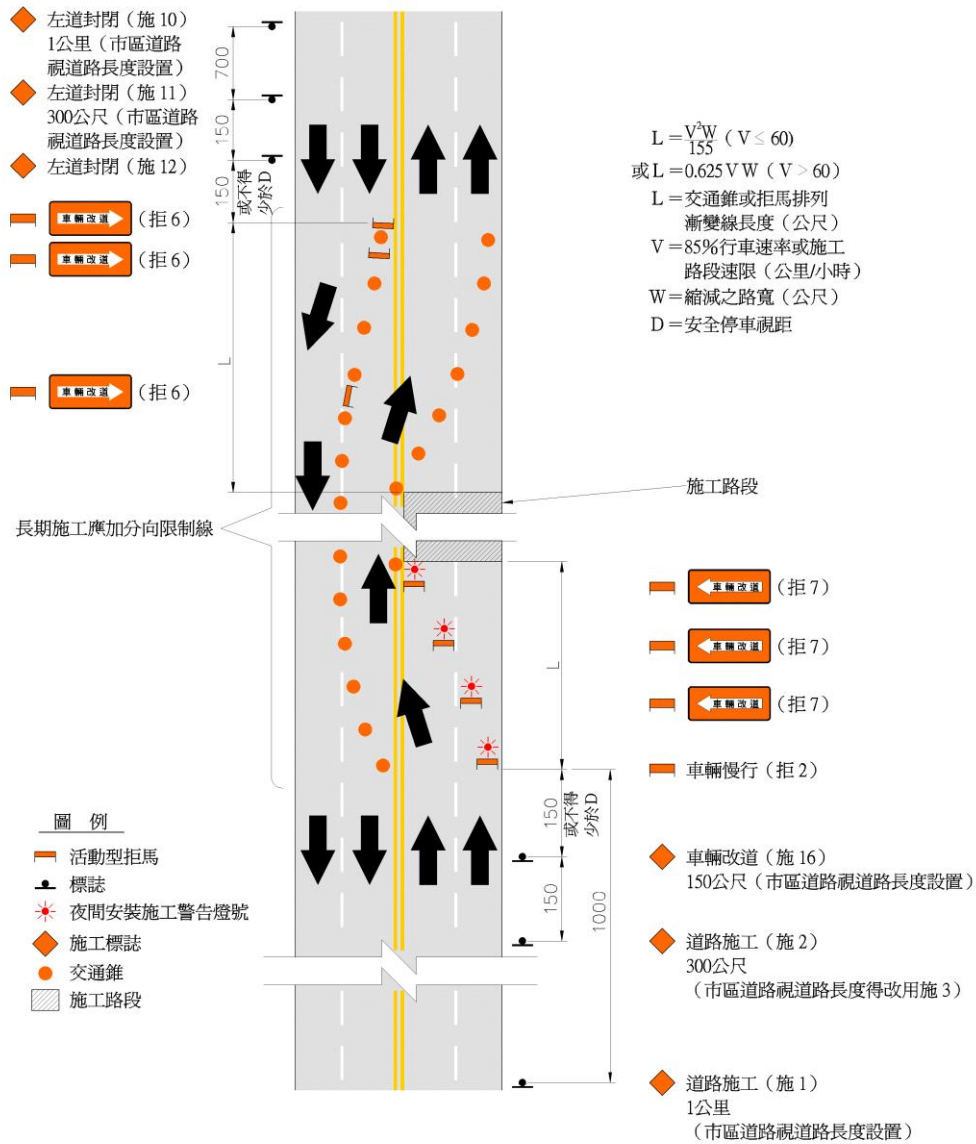 左道封閉（施 10）
1公里（市區道路
視道路長度設置）
左道封閉（施 11）
300公尺（市區道路
視道路長度設置）
左道封閉（施 12）
車輛改道（拒 6）
車輛改道（拒 6）
車輛改道（拒 6）
700
150
150
或不得
少於D
L
L＝V²W/155（V ≤ 60）
或 L＝0.625 V W（V > 60）
L＝交通錐或拒馬排列
漸變線長度（公尺）
V＝85%行車速率或施工
路段速限（公里/小時）
W＝縮減之路寬（公尺）
D＝安全停車視距
施工路段
長期施工應加分向限制線
L
車輛改道（拒 7）
車輛改道（拒 7）
車輛改道（拒 7）
車輛慢行（拒 2）
150
或不得
少於D
150
1000
車輛改道（施 16）
150公尺（市區道路視道路長度設置）
道路施工（施 2）
300公尺
（市區道路視道路長度得改用施 3）
道路施工（施 1）
1公里
（市區道路視道路長度設置）
圖 例
活動型拒馬
標誌
夜間安裝施工警告燈號
施工標誌
交通錐
施工路段